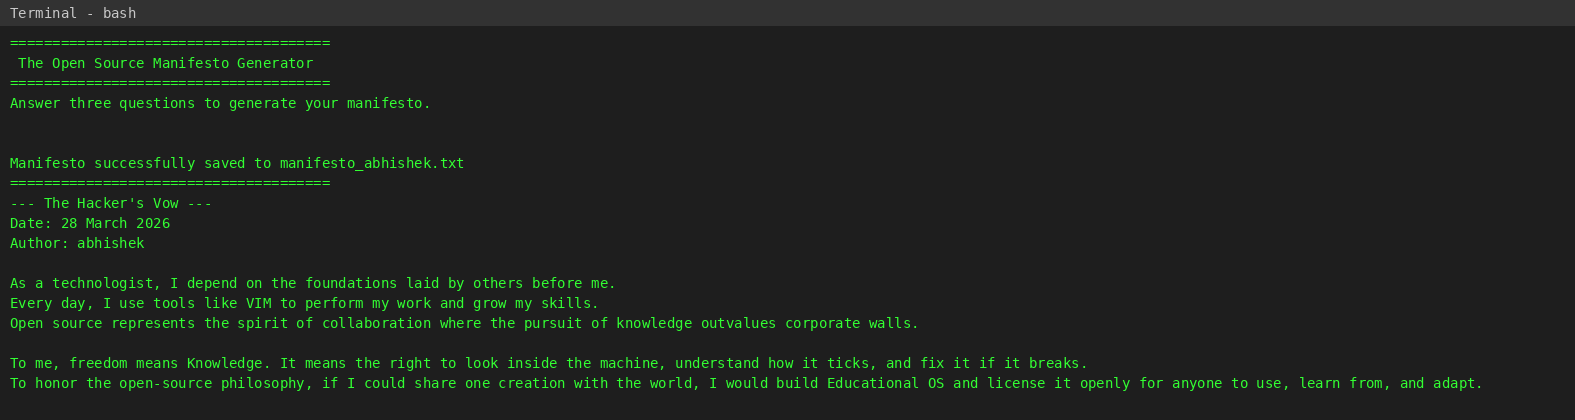 Terminal - bash
======================================
The Open Source Manifesto Generator
======================================
Answer three questions to generate your manifesto.
Manifesto successfully saved to manifesto_abhishek.txt
======================================
--- The Hacker's Vow ---
Date: 28 March 2026
Author: abhishek
As a technologist, I depend on the foundations laid by others before me.
Every day, I use tools like VIM to perform my work and grow my skills.
Open source represents the spirit of collaboration where the pursuit of knowledge outvalues corporate walls.
To me, freedom means Knowledge. It means the right to look inside the machine, understand how it ticks, and fix it if it breaks.
To honor the open-source philosophy, if I could share one creation with the world, I would build Educational OS and license it openly for anyone to use, learn from, and adapt.